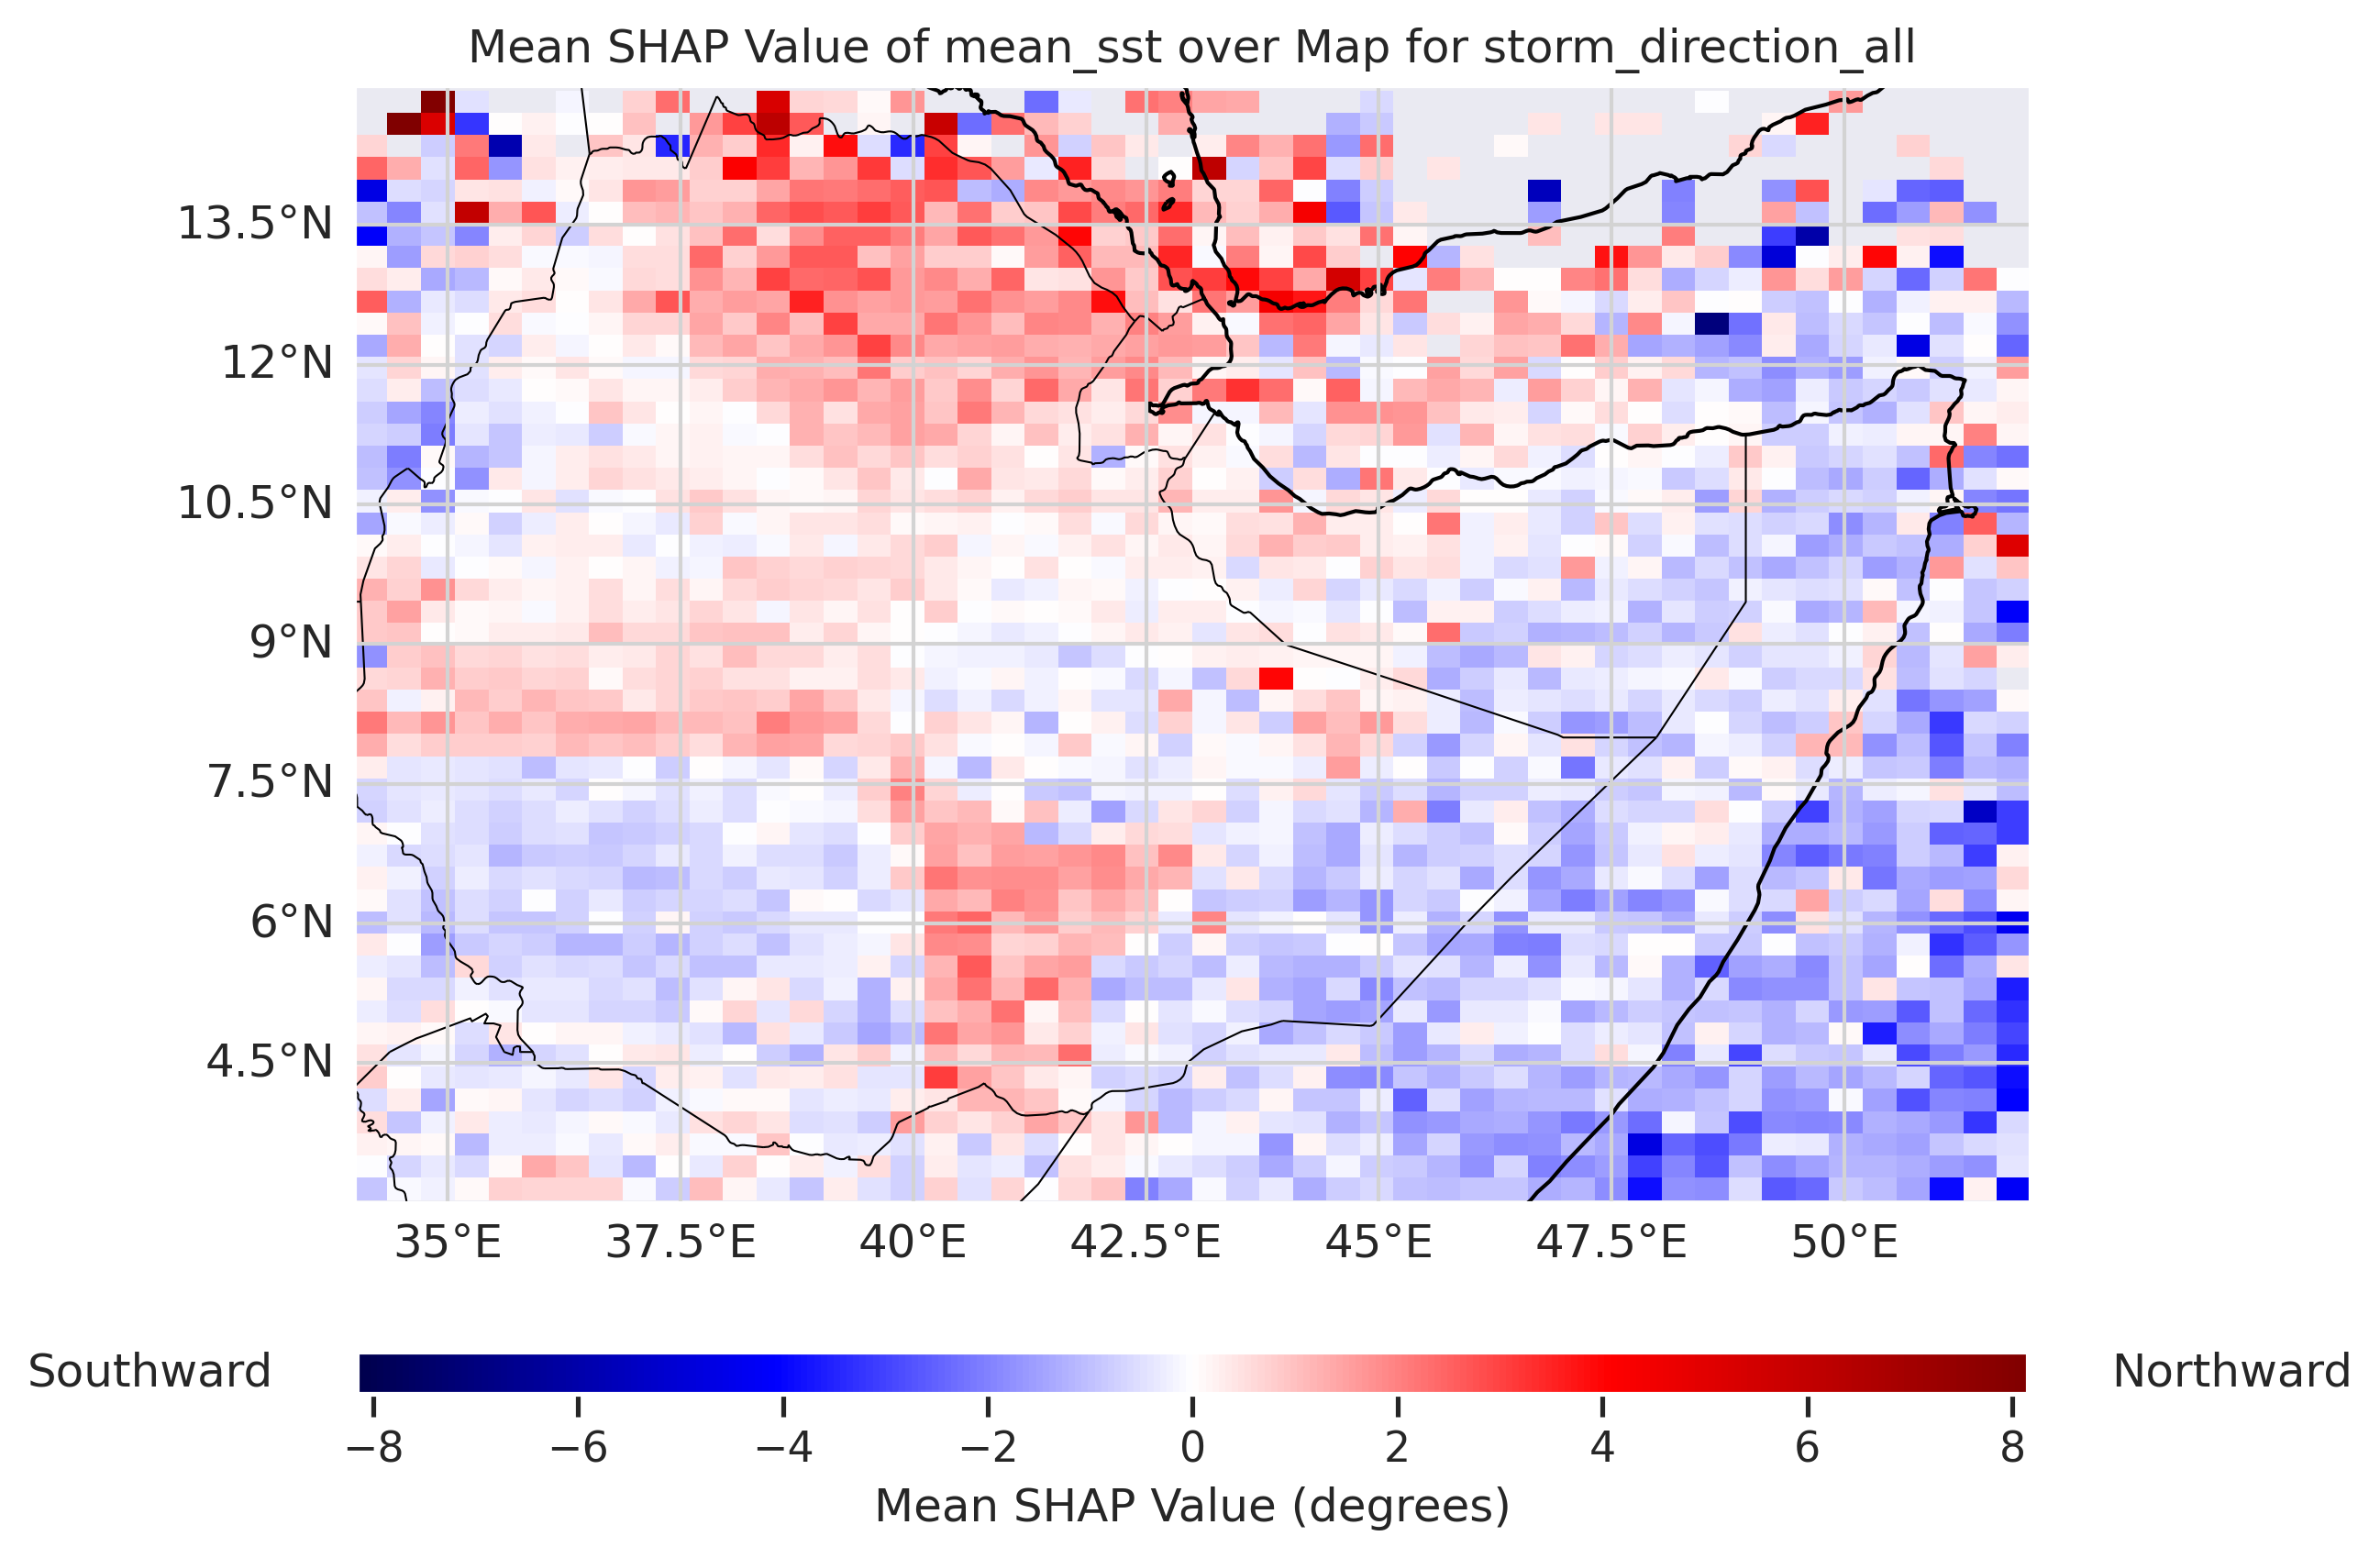 Mean SHAP Value of mean_sst over Map for storm_direction_all
13.5°N
12°N
10.5°N
9°N
7.5°N
6°N
4.5°N
35°E 37.5°E 40°E 42.5°E 45°E 47.5°E 50°E
Southward Northward
−8 −6 −4 −2 0 2 4 6 8
Mean SHAP Value (degrees)